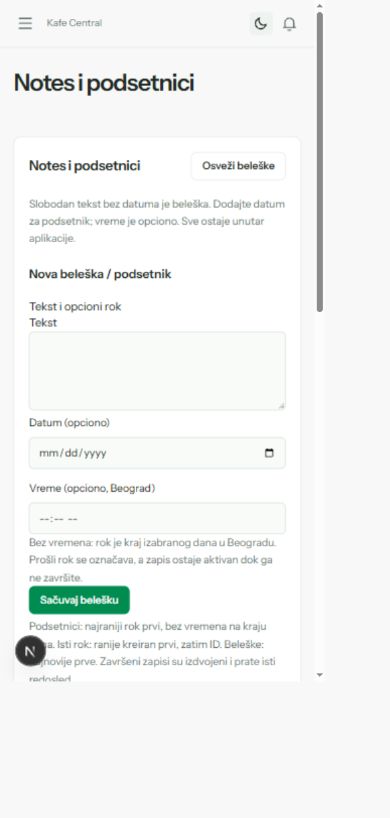 Kafe Central
Notes i podsetnici
Notes i podsetnici
Osveži beleške
Slobodan tekst bez datuma je beleška. Dodajte datum
za podsetnik; vreme je opciono. Sve ostaje unutar
aplikacije.
Nova beleška / podsetnik
Tekst i opcioni rok
Tekst
Datum (opciono)
mm/dd/yyyy
Vreme (opciono, Beograd)
--:-- --
Bez vremena: rok je kraj izabranog dana u Beogradu.
Prošli rok se označava, a zapis ostaje aktivan dok ga
ne završite.
Sačuvaj belešku
Podsetnici: najraniji rok prvi, bez vremena na kraju
Isti rok: ranije kreiran prvi, zatim ID. Beleške:
N
prve. Završeni zapisi su izdvojeni i prate isti
redosled